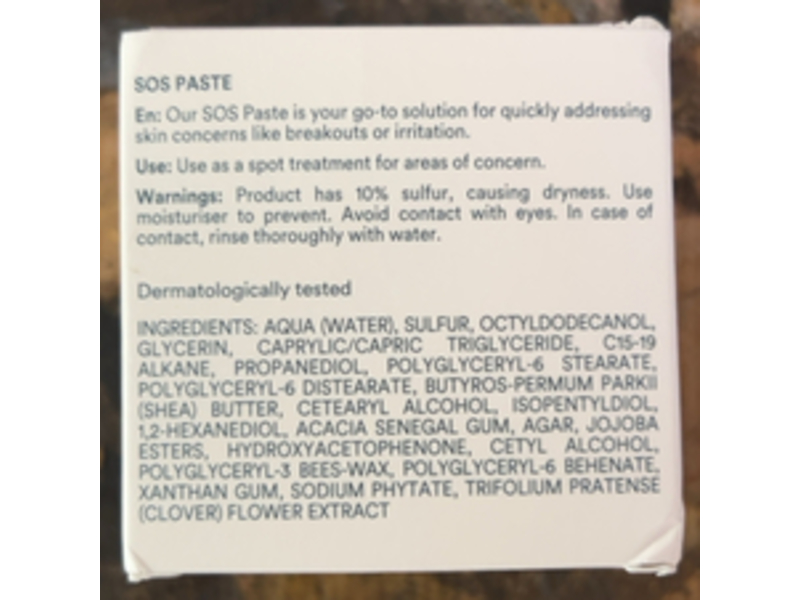 SOS PASTE
En: Our SOS Paste is your go-to solution for quickly addressing
skin concerns like breakouts or irritation.
Use: Use as a spot treatment for areas of concern.
Warnings: Product has 10% sulfur, causing dryness. Use
moisturiser to prevent. Avoid contact with eyes. In case of
contact, rinse thoroughly with water.
Dermatologically tested
INGREDIENTS: AQUA (WATER), SULFUR, OCTYLDODECANOL,
GLYCERIN, CAPRYLIC/CAPRIC TRIGLYCERIDE, C15-19
ALKANE, PROPANEDIOL, POLYGLYCERYL-6 STEARATE,
POLYGLYCERYL-6 DISTEARATE, BUTYROS-PERMUM PARKII
(SHEA) BUTTER, CETEARYL ALCOHOL, ISOPENTYLDIOL,
1,2-HEXANEDIOL, ACACIA SENEGAL GUM, AGAR, JOJOBA
ESTERS, HYDROXYACETOPHENONE, CETYL ALCOHOL,
POLYGLYCERYL-3 BEES-WAX, POLYGLYCERYL-6 BEHENATE,
XANTHAN GUM, SODIUM PHYTATE, TRIFOLIUM PRATENSE
(CLOVER) FLOWER EXTRACT